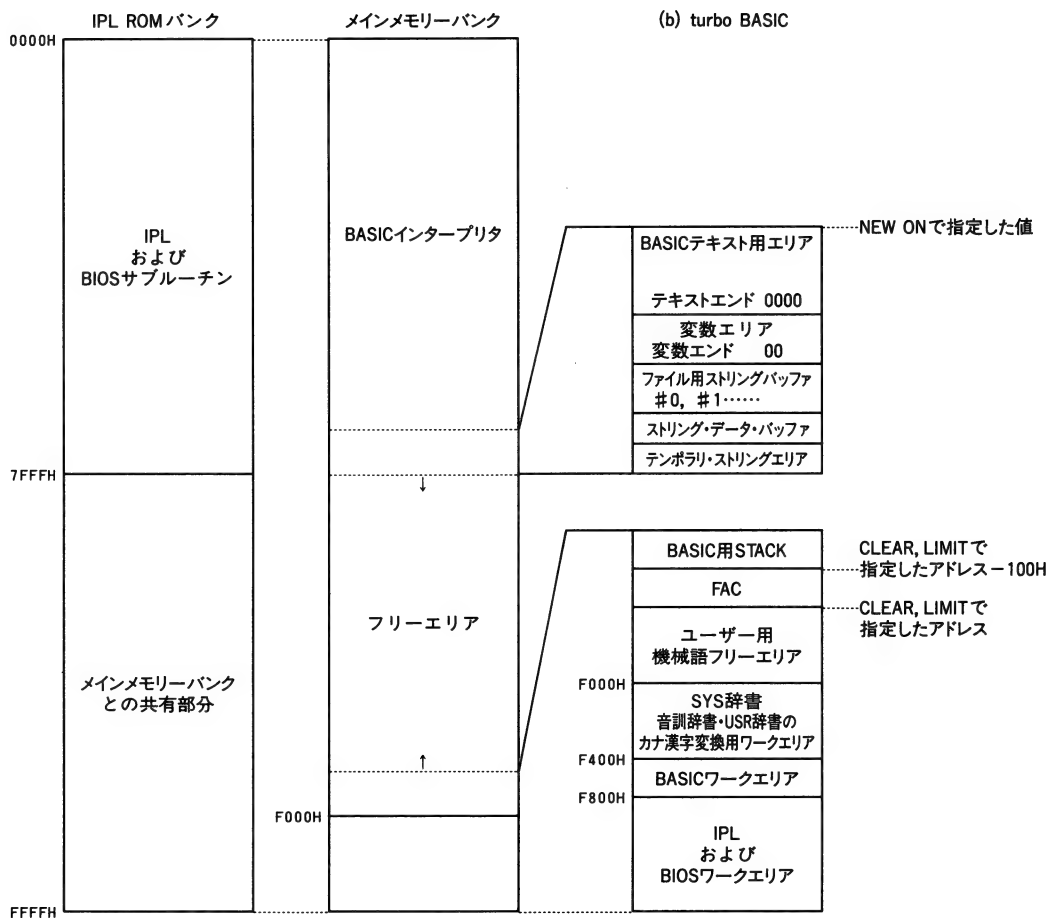 IPL ROMバンク
メインメモリーバンク
(b) turbo BASIC
0000H
IPL
および
BIOSサブルーチン
7FFFH
メインメモリーバンク
との共有部分
FFFFH
BASICインタープリタ
↓
フリーエリア
↑
F000H
NEW ONで指定した値
BASICテキスト用エリア
テキストエンド 0000
変数エリア
変数エンド 00
ファイル用ストリングバッファ
#0, #1……
ストリング・データ・バッファ
テンポラリ・ストリングエリア
BASIC用STACK
CLEAR, LIMITで
指定したアドレス−100H
FAC
CLEAR, LIMITで
指定したアドレス
ユーザー用
機械語フリーエリア
F000H
SYS辞書
音訓辞書・USR辞書の
カナ漢字変換用ワークエリア
F400H
BASICワークエリア
F800H
IPL
および
BIOSワークエリア